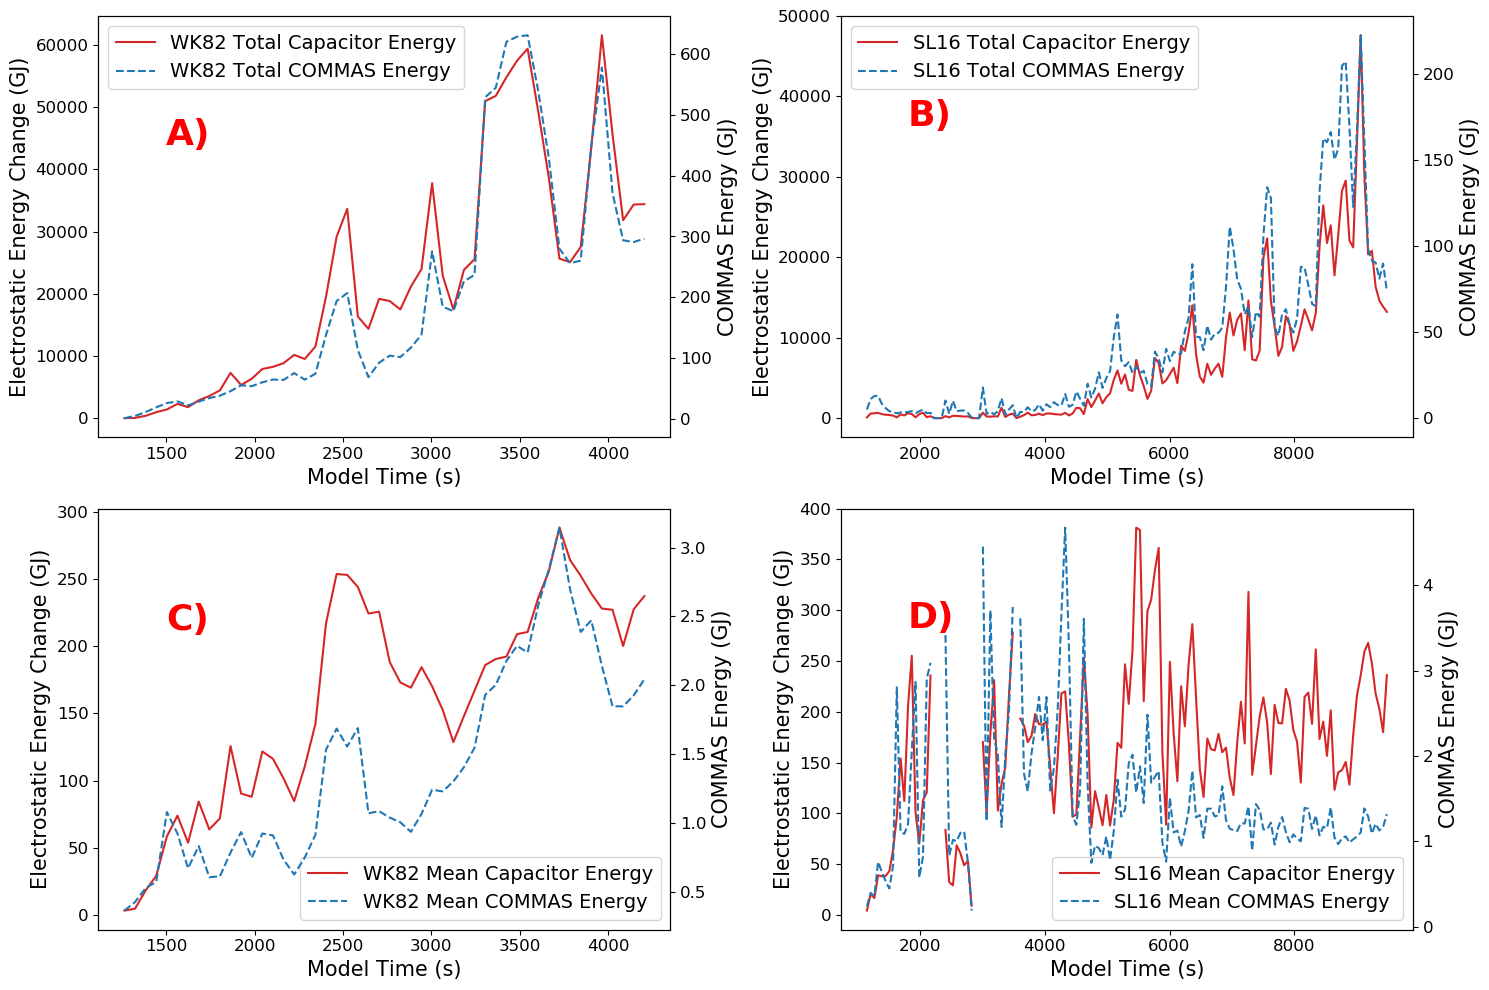 WK82 Total Capacitor Energy
WK82 Total COMMAS Energy
A)
Electrostatic Energy Change (GJ)
60000
50000
40000
30000
20000
10000
0
600
500
400
300
200
100
0
COMMAS Energy (GJ)
1500 2000 2500 3000 3500 4000
Model Time (s)
SL16 Total Capacitor Energy
SL16 Total COMMAS Energy
B)
Electrostatic Energy Change (GJ)
50000
40000
30000
20000
10000
0
200
150
100
50
0
COMMAS Energy (GJ)
2000 4000 6000 8000
Model Time (s)
C)
Electrostatic Energy Change (GJ)
300
250
200
150
100
50
0
3.0
2.5
2.0
1.5
1.0
0.5
COMMAS Energy (GJ)
WK82 Mean Capacitor Energy
WK82 Mean COMMAS Energy
1500 2000 2500 3000 3500 4000
Model Time (s)
D)
Electrostatic Energy Change (GJ)
400
350
300
250
200
150
100
50
0
4
3
2
1
0
COMMAS Energy (GJ)
SL16 Mean Capacitor Energy
SL16 Mean COMMAS Energy
2000 4000 6000 8000
Model Time (s)